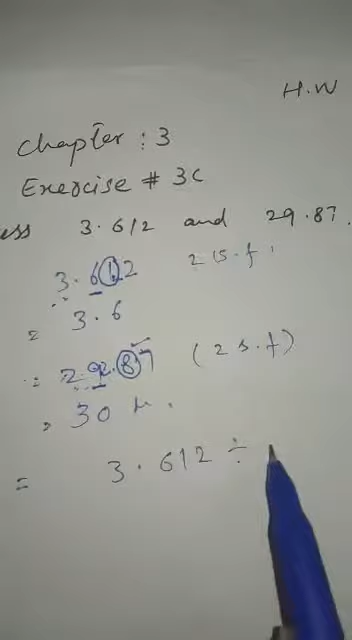 H.W
Chapter : 3
Exercise # 3C
ess 3.612 and 29.87.
3.612 2 s.f.
= 3.6
= 29.87 (2 s.f)
= 30
= 3.612 ÷